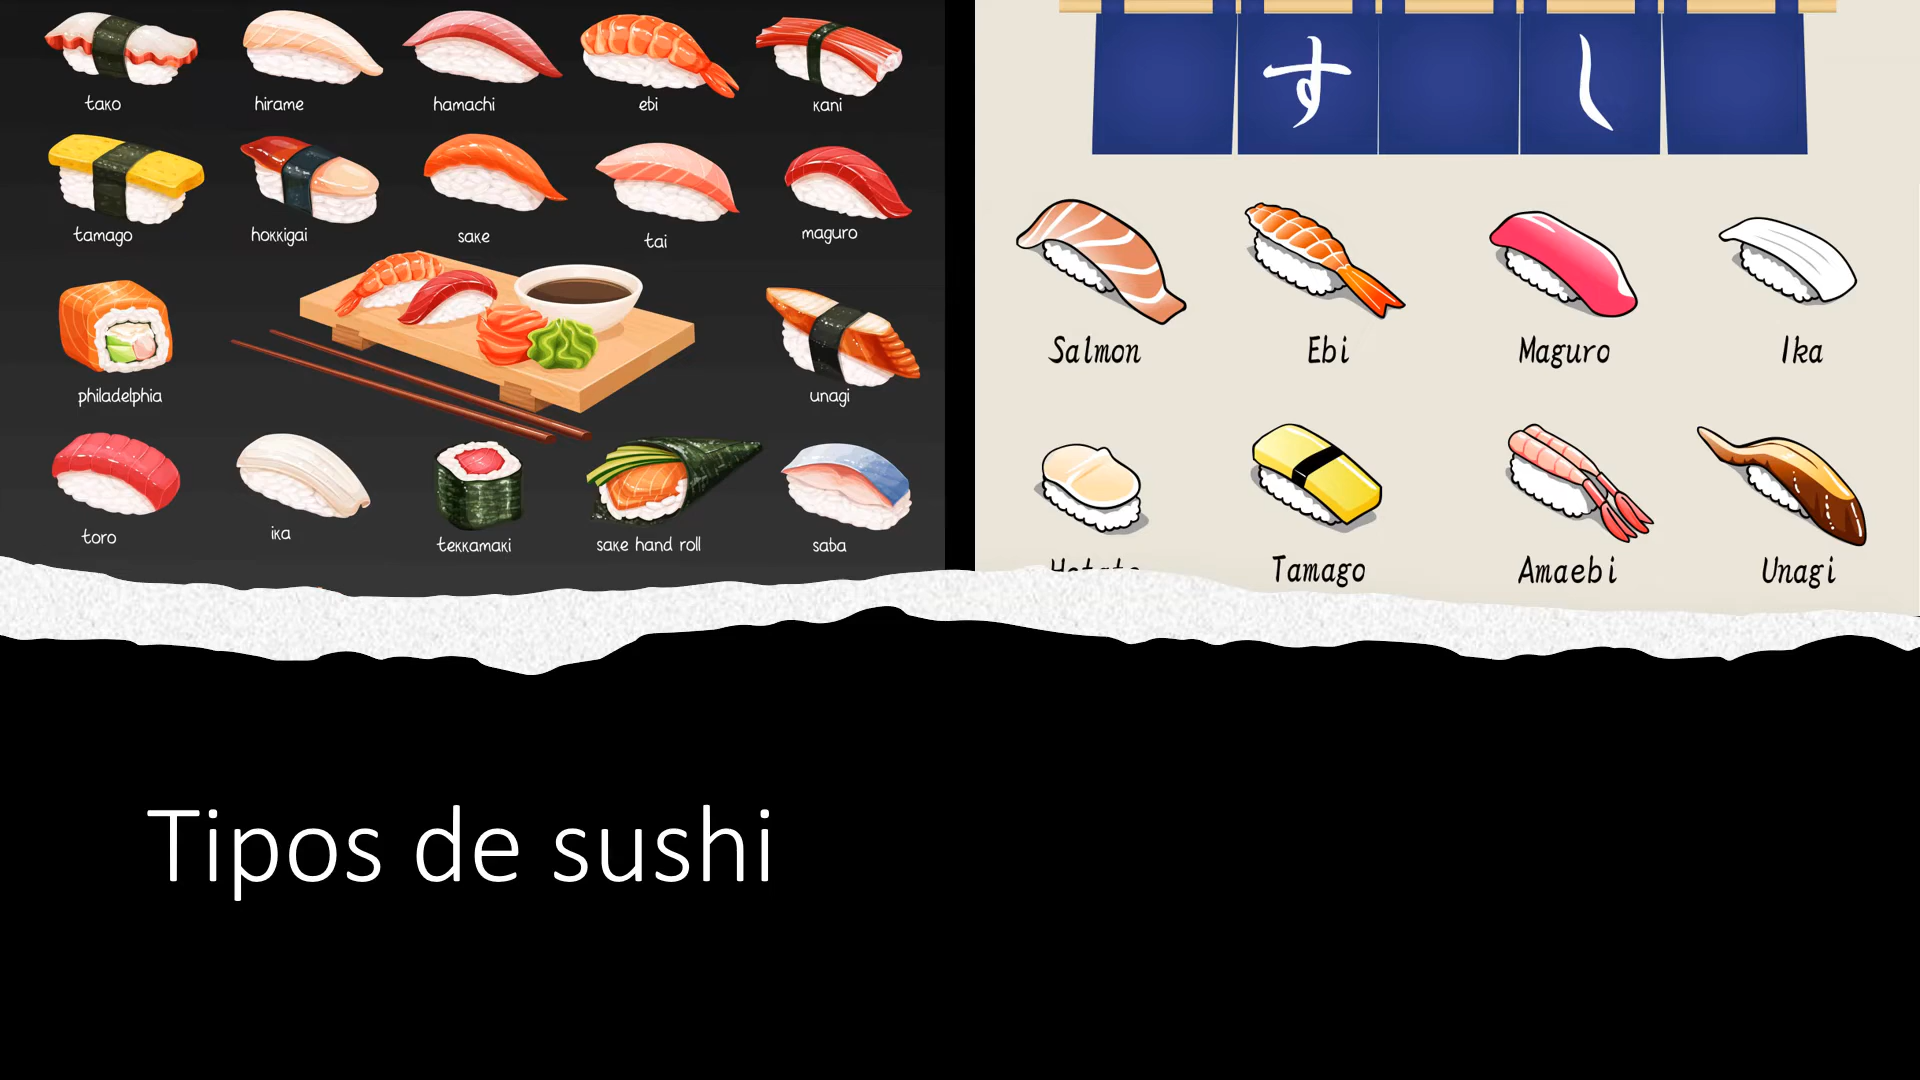 tako
hirame
hamachi
ebi
kani
tamago
hokkigai
sake
tai
maguro
philadelphia
unagi
toro
ika
tekkamaki
sake hand roll
saba
すし
Salmon
Ebi
Maguro
Ika
Tamago
Amaebi
Unagi
Tipos de sushi